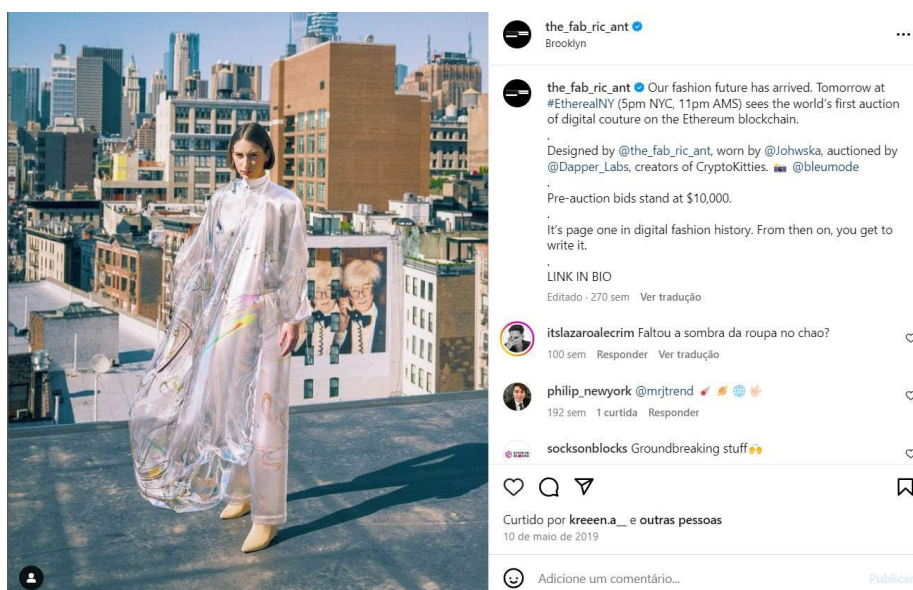 the_fab_ric_ant
Brooklyn
the_fab_ric_ant Our fashion future has arrived. Tomorrow at
#EtherealNY (5pm NYC, 11pm AMS) sees the world's first auction
of digital couture on the Ethereum blockchain.
.
Designed by @the_fab_ric_ant, worn by @Johwska, auctioned by
@Dapper_Labs, creators of CryptoKitties. 📸 @bleumode
.
Pre-auction bids stand at $10,000.
.
It's page one in digital fashion history. From then on, you get to
write it.
.
LINK IN BIO
Editado · 270 sem Ver tradução
itslazaroalecrim Faltou a sombra da roupa no chao?
100 sem Responder Ver tradução
philip_newyork @mrjtrend
192 sem 1 curtida Responder
socksonblocks Groundbreaking stuff🙌
Curtido por kreeen.a__ e outras pessoas
10 de maio de 2019
Adicione um comentário...
Publicar